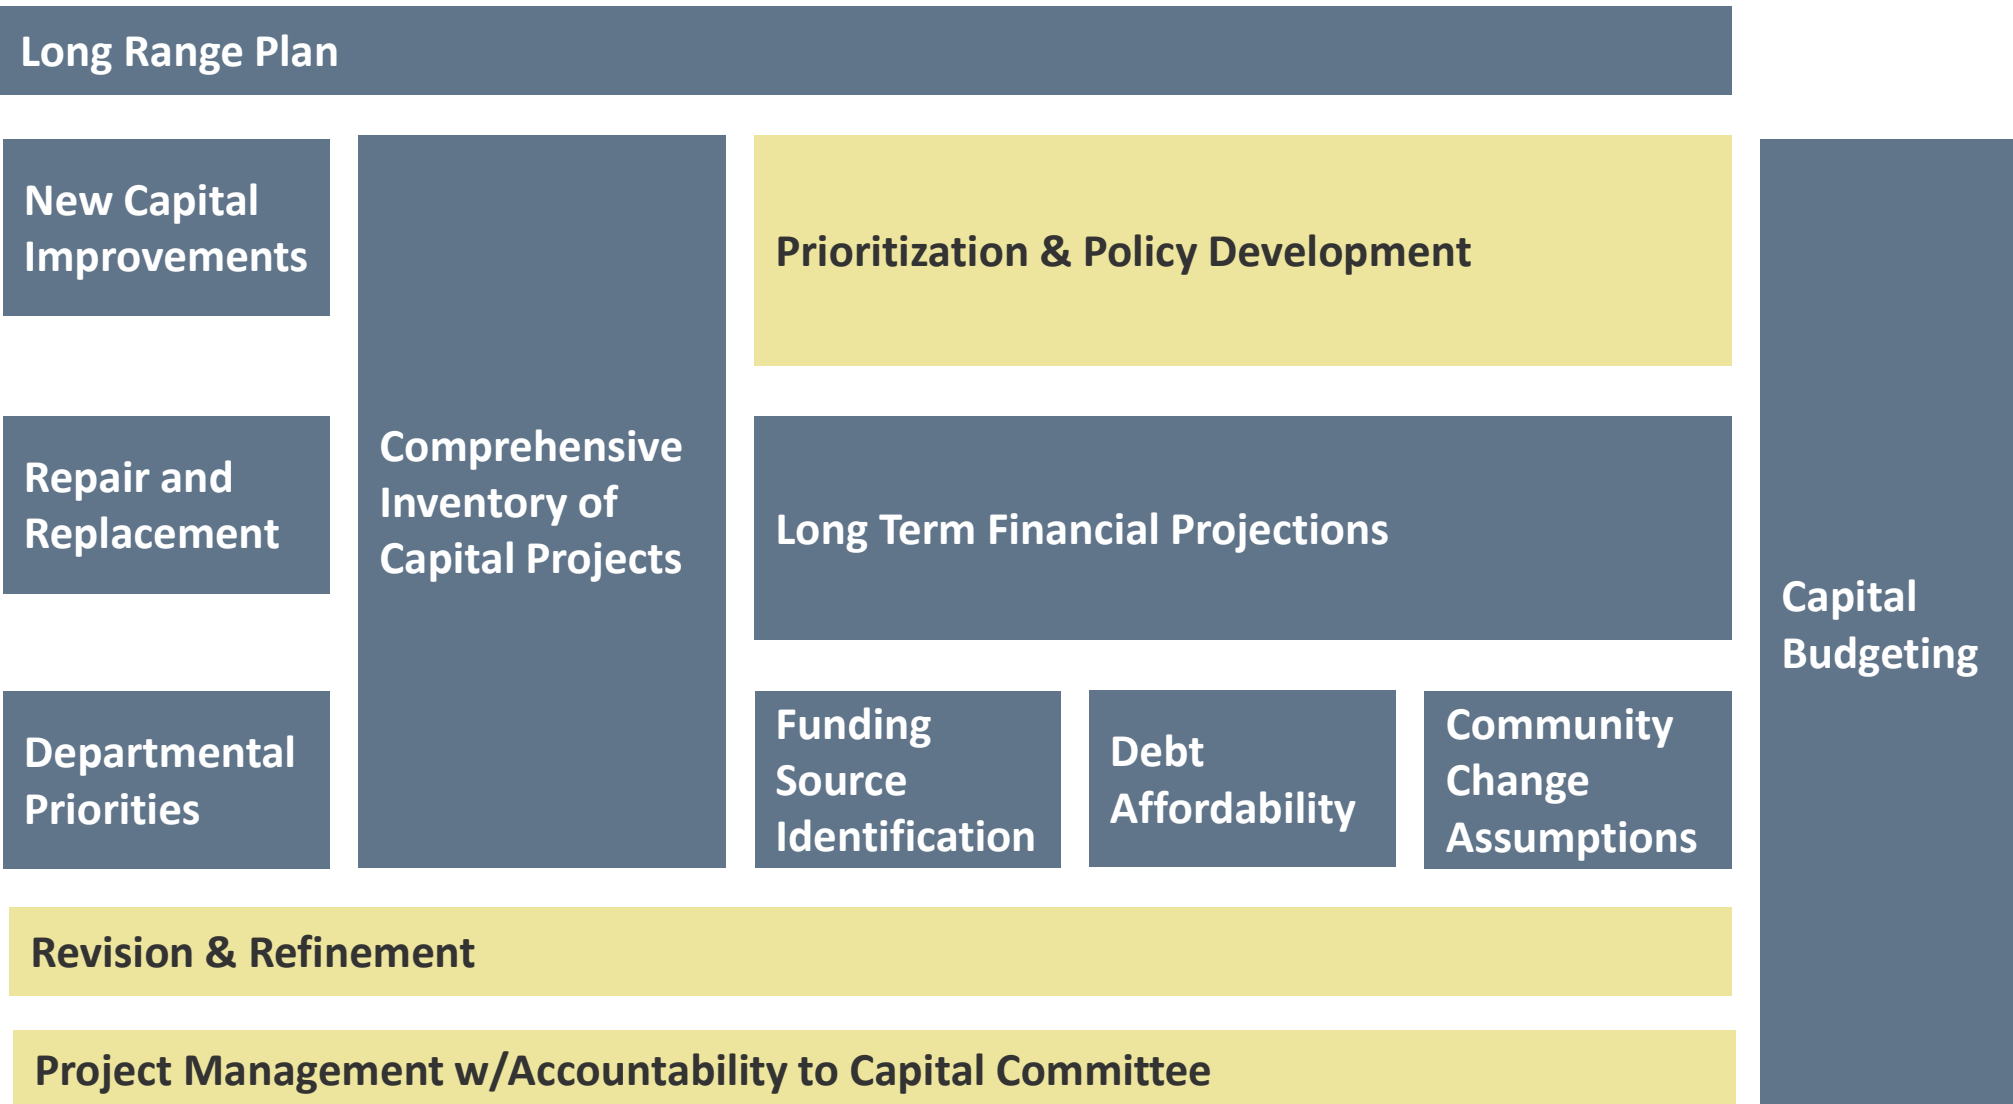 Long Range Plan
New Capital
Improvements
Repair and
Replacement
Departmental
Priorities
Comprehensive
Inventory of
Capital Projects
Prioritization & Policy Development
Long Term Financial Projections
Funding
Source
Identification
Debt
Affordability
Community
Change
Assumptions
Capital
Budgeting
Revision & Refinement
Project Management w/Accountability to Capital Committee